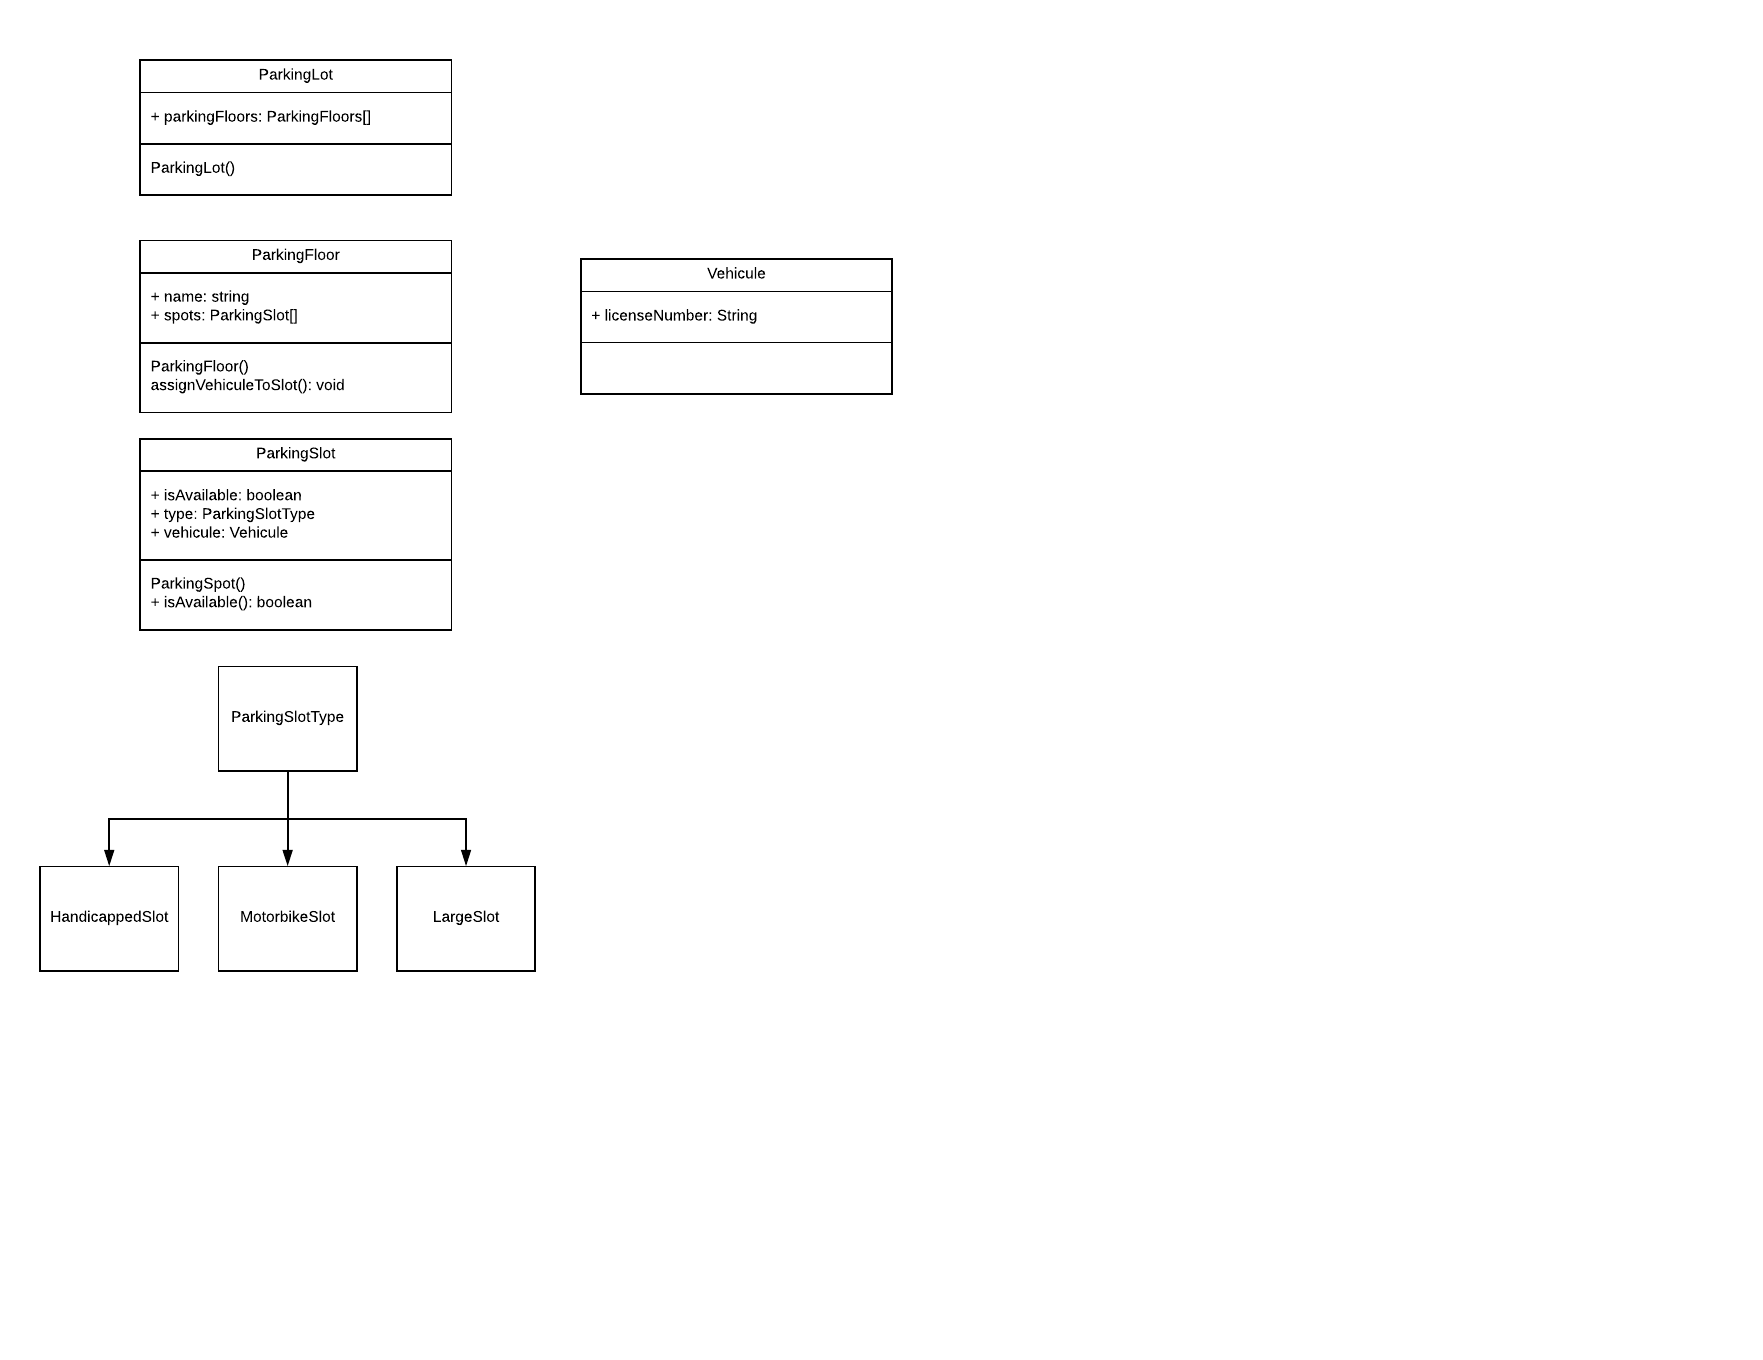 ParkingLot
+ parkingFloors: ParkingFloors[]
ParkingLot()
ParkingFloor
+ name: string
+ spots: ParkingSlot[]
ParkingFloor()
assignVehiculeToSlot(): void
Vehicule
+ licenseNumber: String
ParkingSlot
+ isAvailable: boolean
+ type: ParkingSlotType
+ vehicule: Vehicule
ParkingSpot()
+ isAvailable(): boolean
ParkingSlotType
HandicappedSlot
MotorbikeSlot
LargeSlot